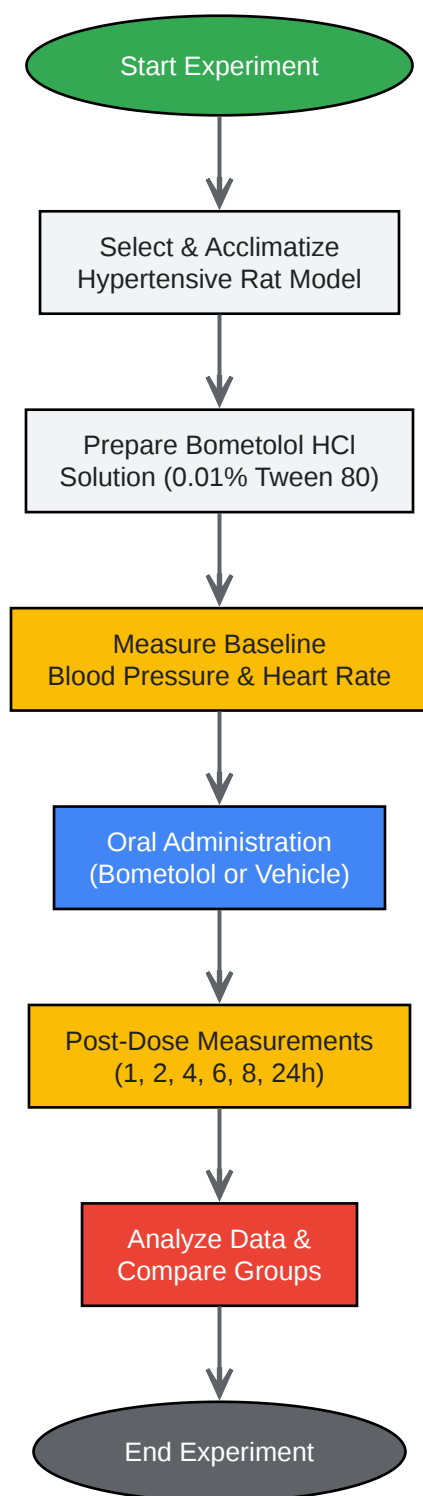 Start Experiment
Select & Acclimatize
Hypertensive Rat Model
Prepare Bometolol HCl
Solution (0.01% Tween 80)
Measure Baseline
Blood Pressure & Heart Rate
Oral Administration
(Bometolol or Vehicle)
Post-Dose Measurements
(1, 2, 4, 6, 8, 24h)
Analyze Data &
Compare Groups
End Experiment